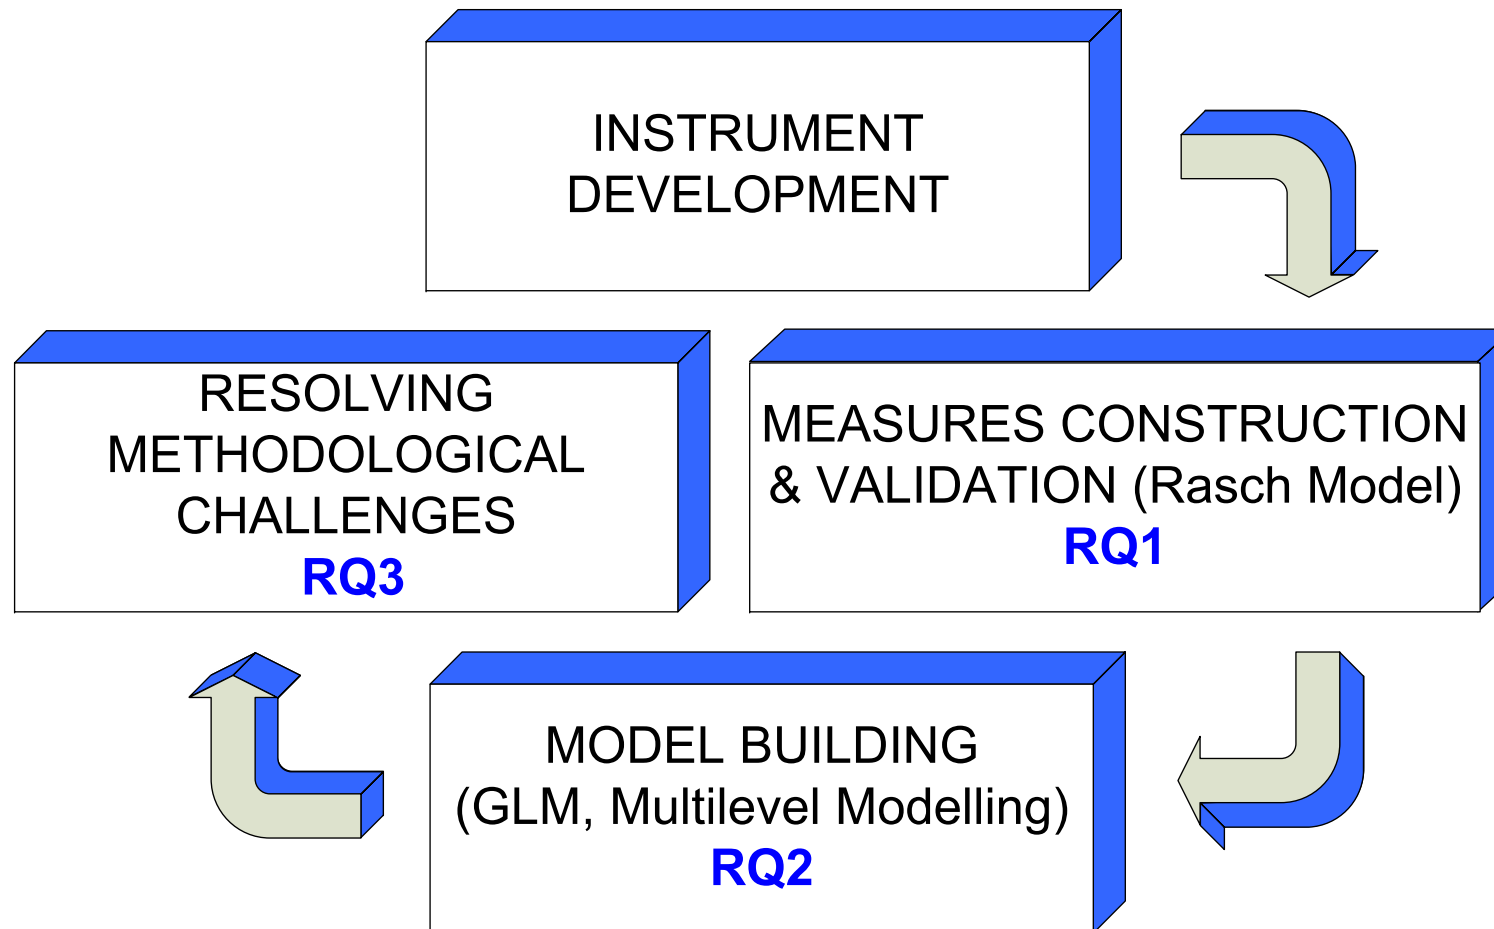 INSTRUMENT
DEVELOPMENT
RESOLVING
METHODOLOGICAL
CHALLENGES
RQ3
MEASURES CONSTRUCTION
& VALIDATION (Rasch Model)
RQ1
MODEL BUILDING
(GLM, Multilevel Modelling)
RQ2